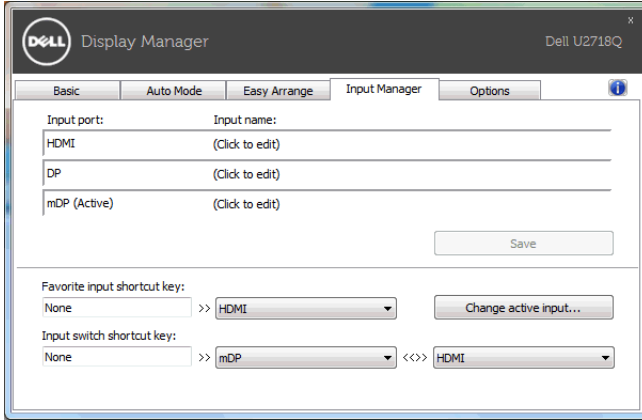 x
DELL Display Manager Dell U2718Q
Basic Auto Mode Easy Arrange Input Manager Options i
Input port: Input name:
HDMI (Click to edit)
DP (Click to edit)
mDP (Active) (Click to edit)
Save
Favorite input shortcut key:
None >> HDMI Change active input...
Input switch shortcut key:
None >> mDP <<>> HDMI